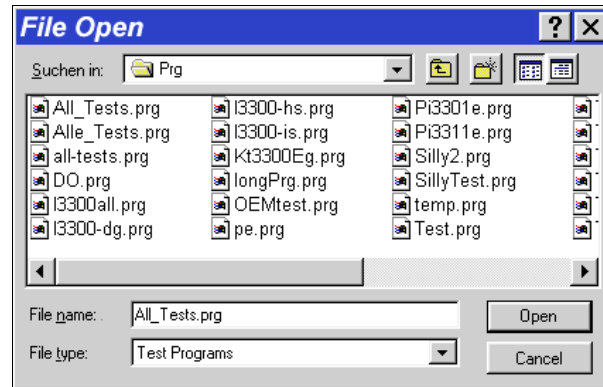 File Open
Suchen in: Prg
All_Tests.prg I3300-hs.prg Pi3301e.prg
Alle_Tests.prg I3300-is.prg Pi3311e.prg
all-tests.prg Kt3300Eg.prg Silly2.prg
DO.prg longPrg.prg SillyTest.prg
I3300all.prg OEMtest.prg temp.prg
I3300-dg.prg pe.prg Test.prg
File name: All_Tests.prg Open
File type: Test Programs Cancel